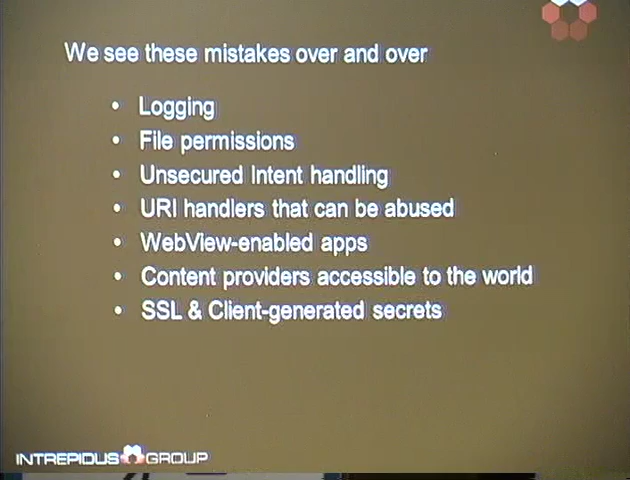 We see these mistakes over and over
• Logging
• File permissions
• Unsecured Intent handling
• URI handlers that can be abused
• WebView-enabled apps
• Content providers accessible to the world
• SSL & Client-generated secrets
INTREPIDUS GROUP